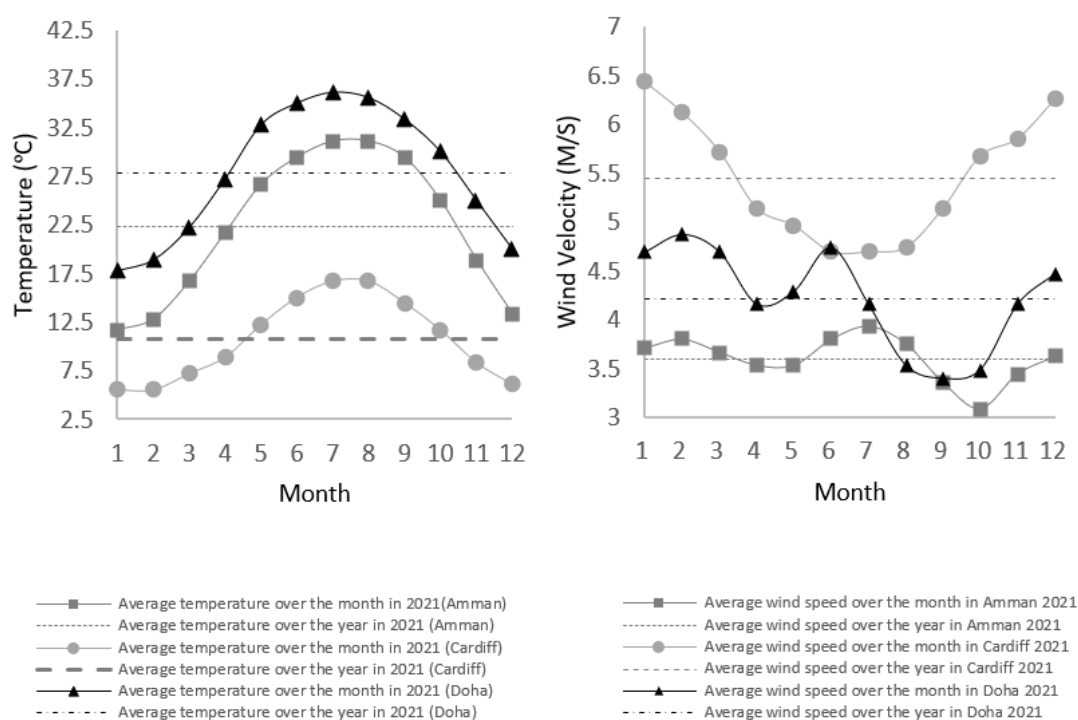 42.5
37.5
32.5
27.5
22.5
17.5
12.5
7.5
2.5
Temperature (°C)
1 2 3 4 5 6 7 8 9 10 11 12
Month
7
6.5
6
5.5
5
4.5
4
3.5
3
Wind Velocity (M/S)
1 2 3 4 5 6 7 8 9 10 11 12
Month
Average temperature over the month in 2021(Amman)
Average temperature over the year in 2021 (Amman)
Average temperature over the month in 2021 (Cardiff)
Average temperature over the year in 2021 (Cardiff)
Average temperature over the month in 2021 (Doha)
Average temperature over the year in 2021 (Doha)
Average wind speed over the month in Amman 2021
Average wind speed over the year in Amman 2021
Average wind speed over the month in Cardiff 2021
Average wind speed over the year in Cardiff 2021
Average wind speed over the month in Doha 2021
Average wind speed over the year in Doha 2021